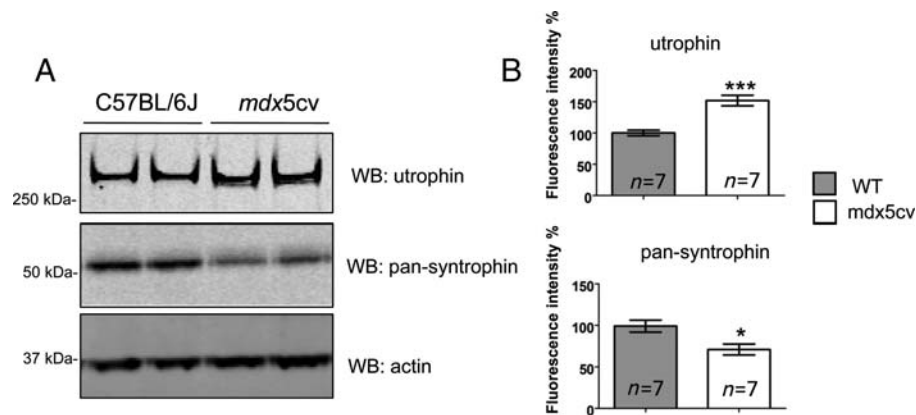 A
C57BL/6J mdx5cv
WB: utrophin
250 kDa-
WB: pan-syntrophin
50 kDa-
37 kDa-
WB: actin
B
utrophin
Fluorescence intensity %
200
150
100
50
0
***
n=7
n=7
WT
mdx5cv
pan-syntrophin
Fluorescence intensity %
150
100
50
0
*
n=7
n=7